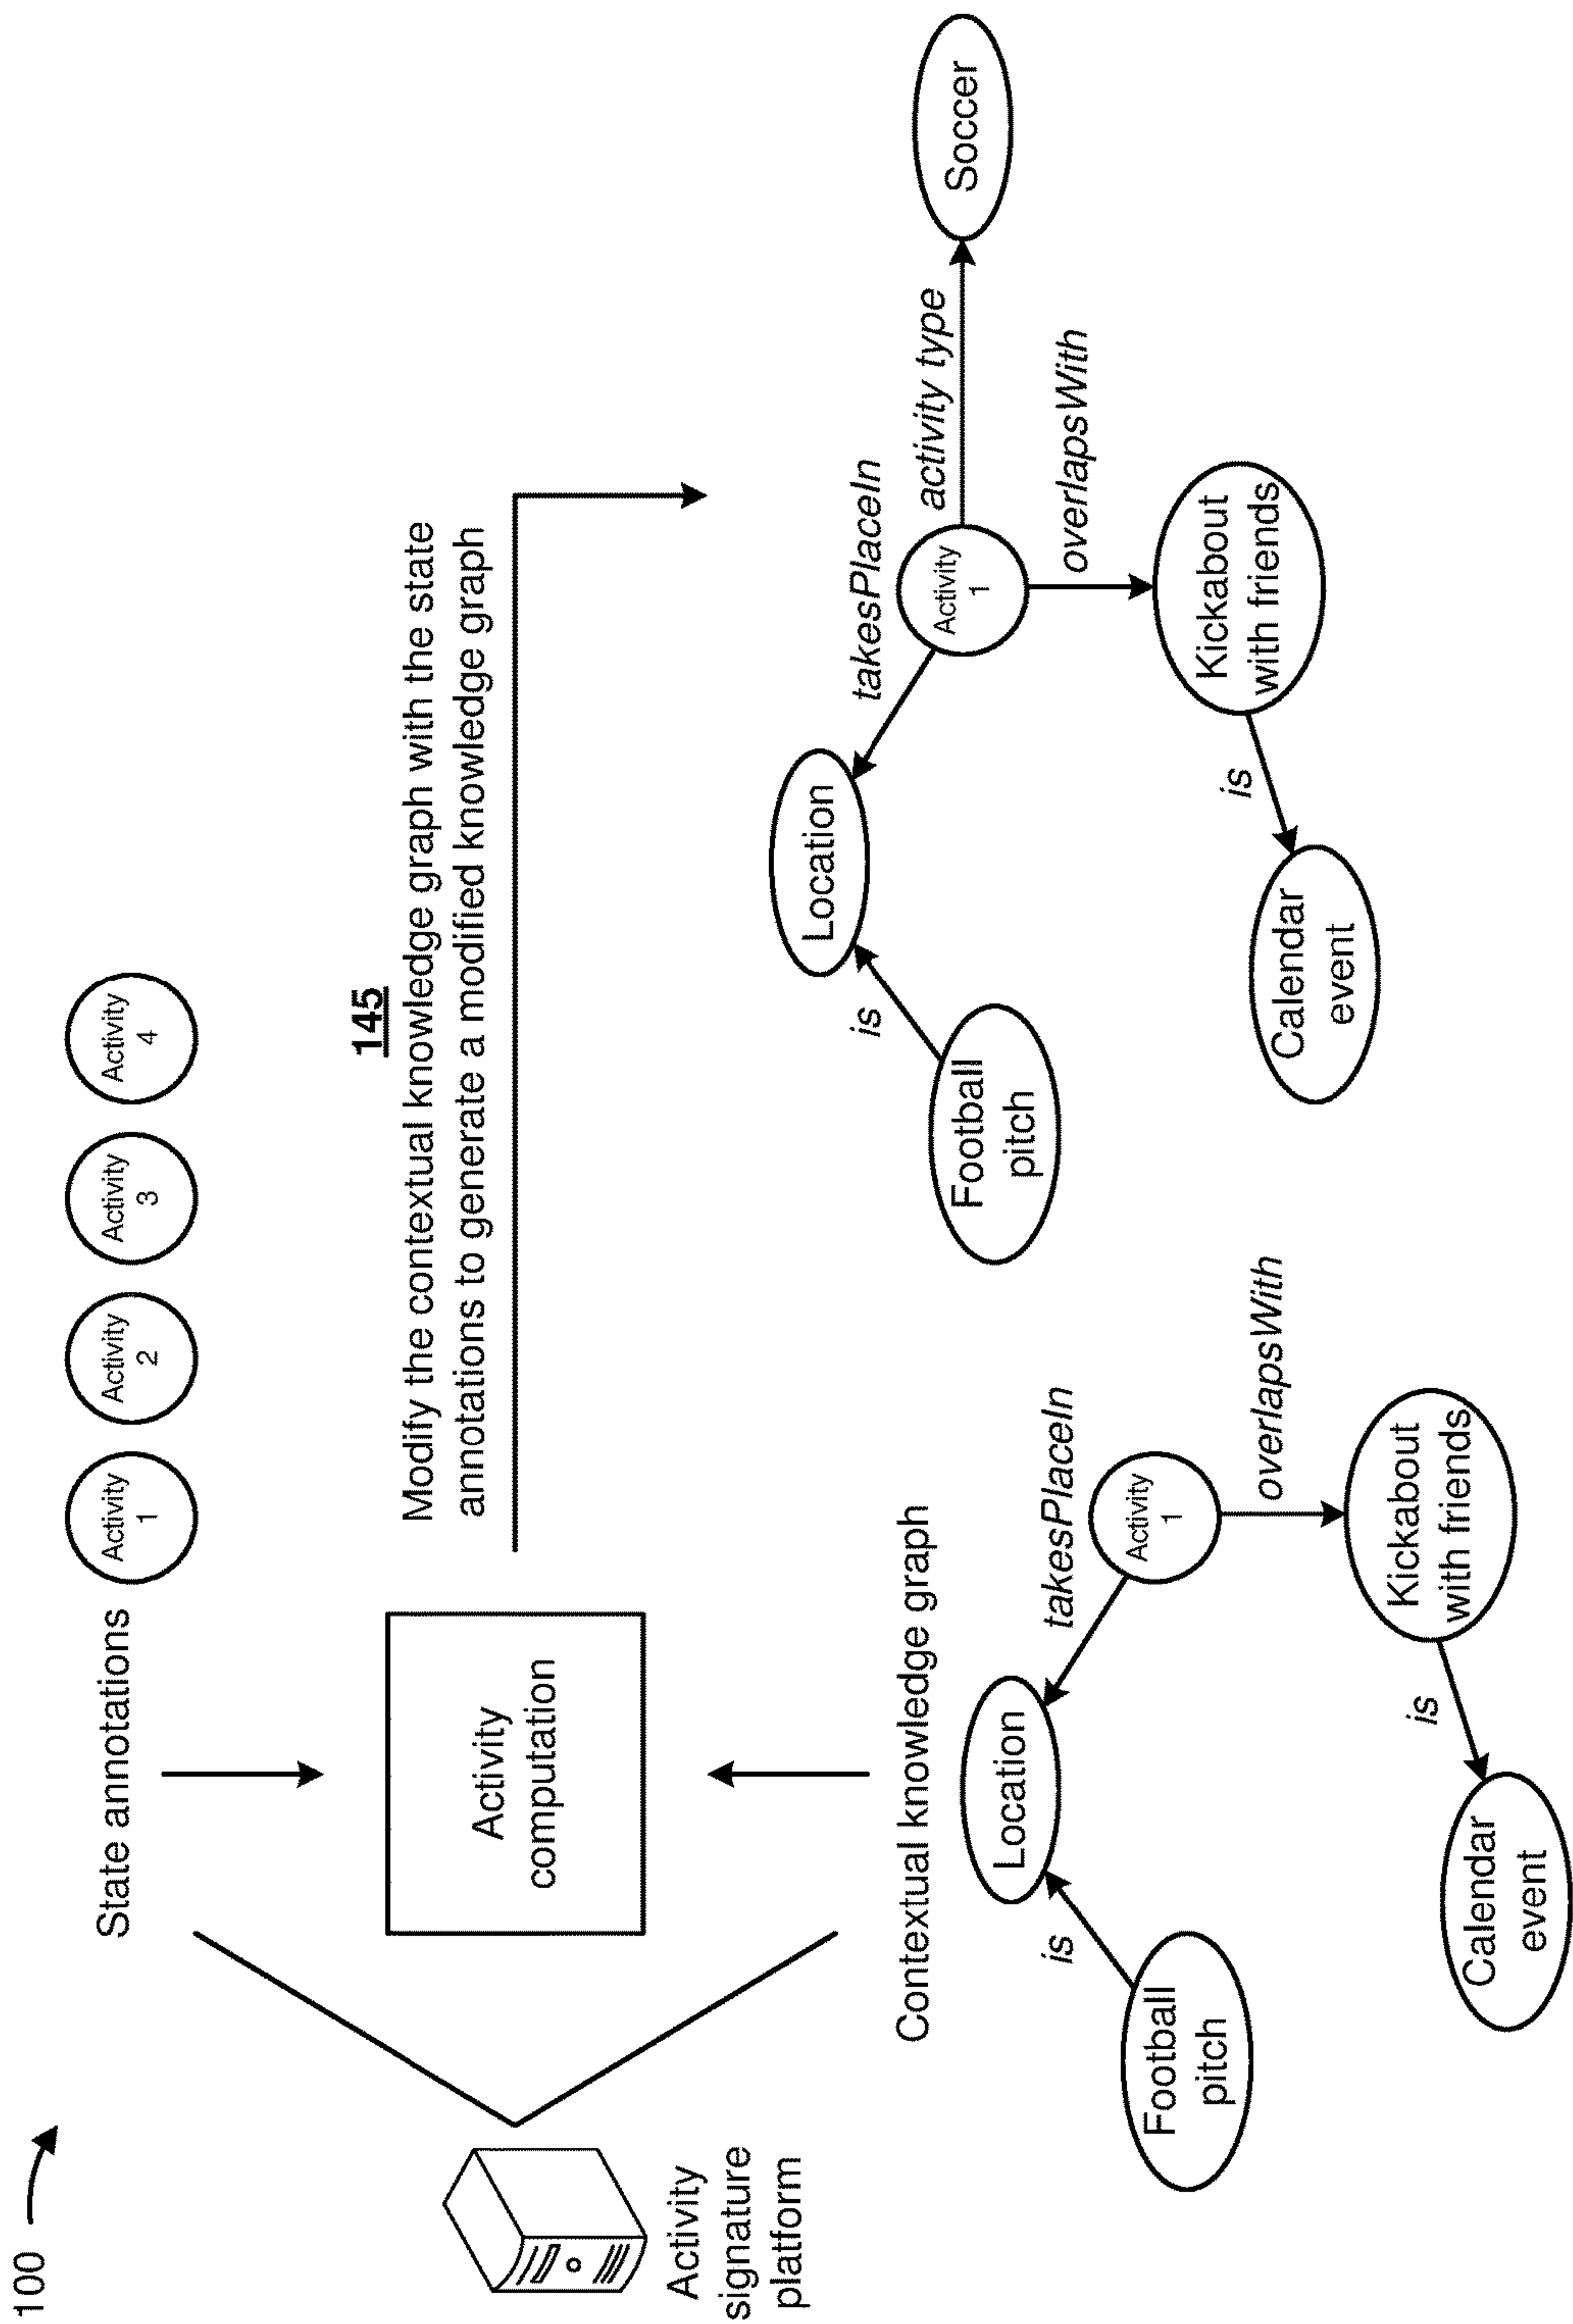 100
State annotations
Activity
1
Activity
2
Activity
3
Activity
4
Activity
signature
platform
Activity
computation
145
Modify the contextual knowledge graph with the state
annotations to generate a modified knowledge graph
Contextual knowledge graph
Location
takesPlaceIn
is
Football
pitch
Activity
1
overlapsWith
Kickabout
with friends
is
Calendar
event
Location
takesPlaceIn
is
Football
pitch
Activity
1
activity type
Soccer
overlapsWith
Kickabout
with friends
is
Calendar
event